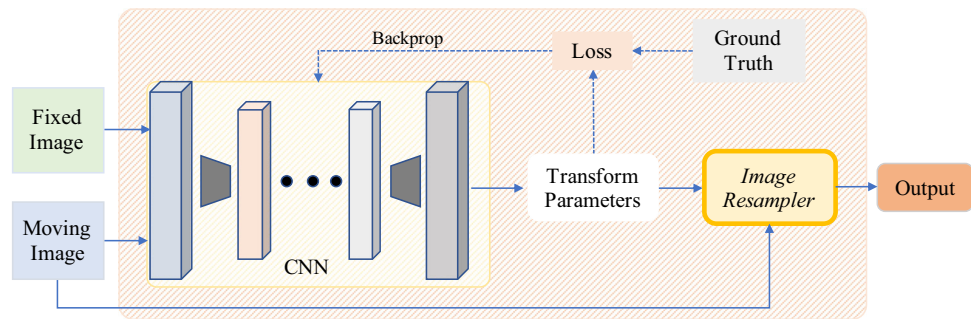 Backprop
Loss
Ground
Truth
Fixed
Image
Moving
Image
CNN
Transform
Parameters
Image
Resampler
Output